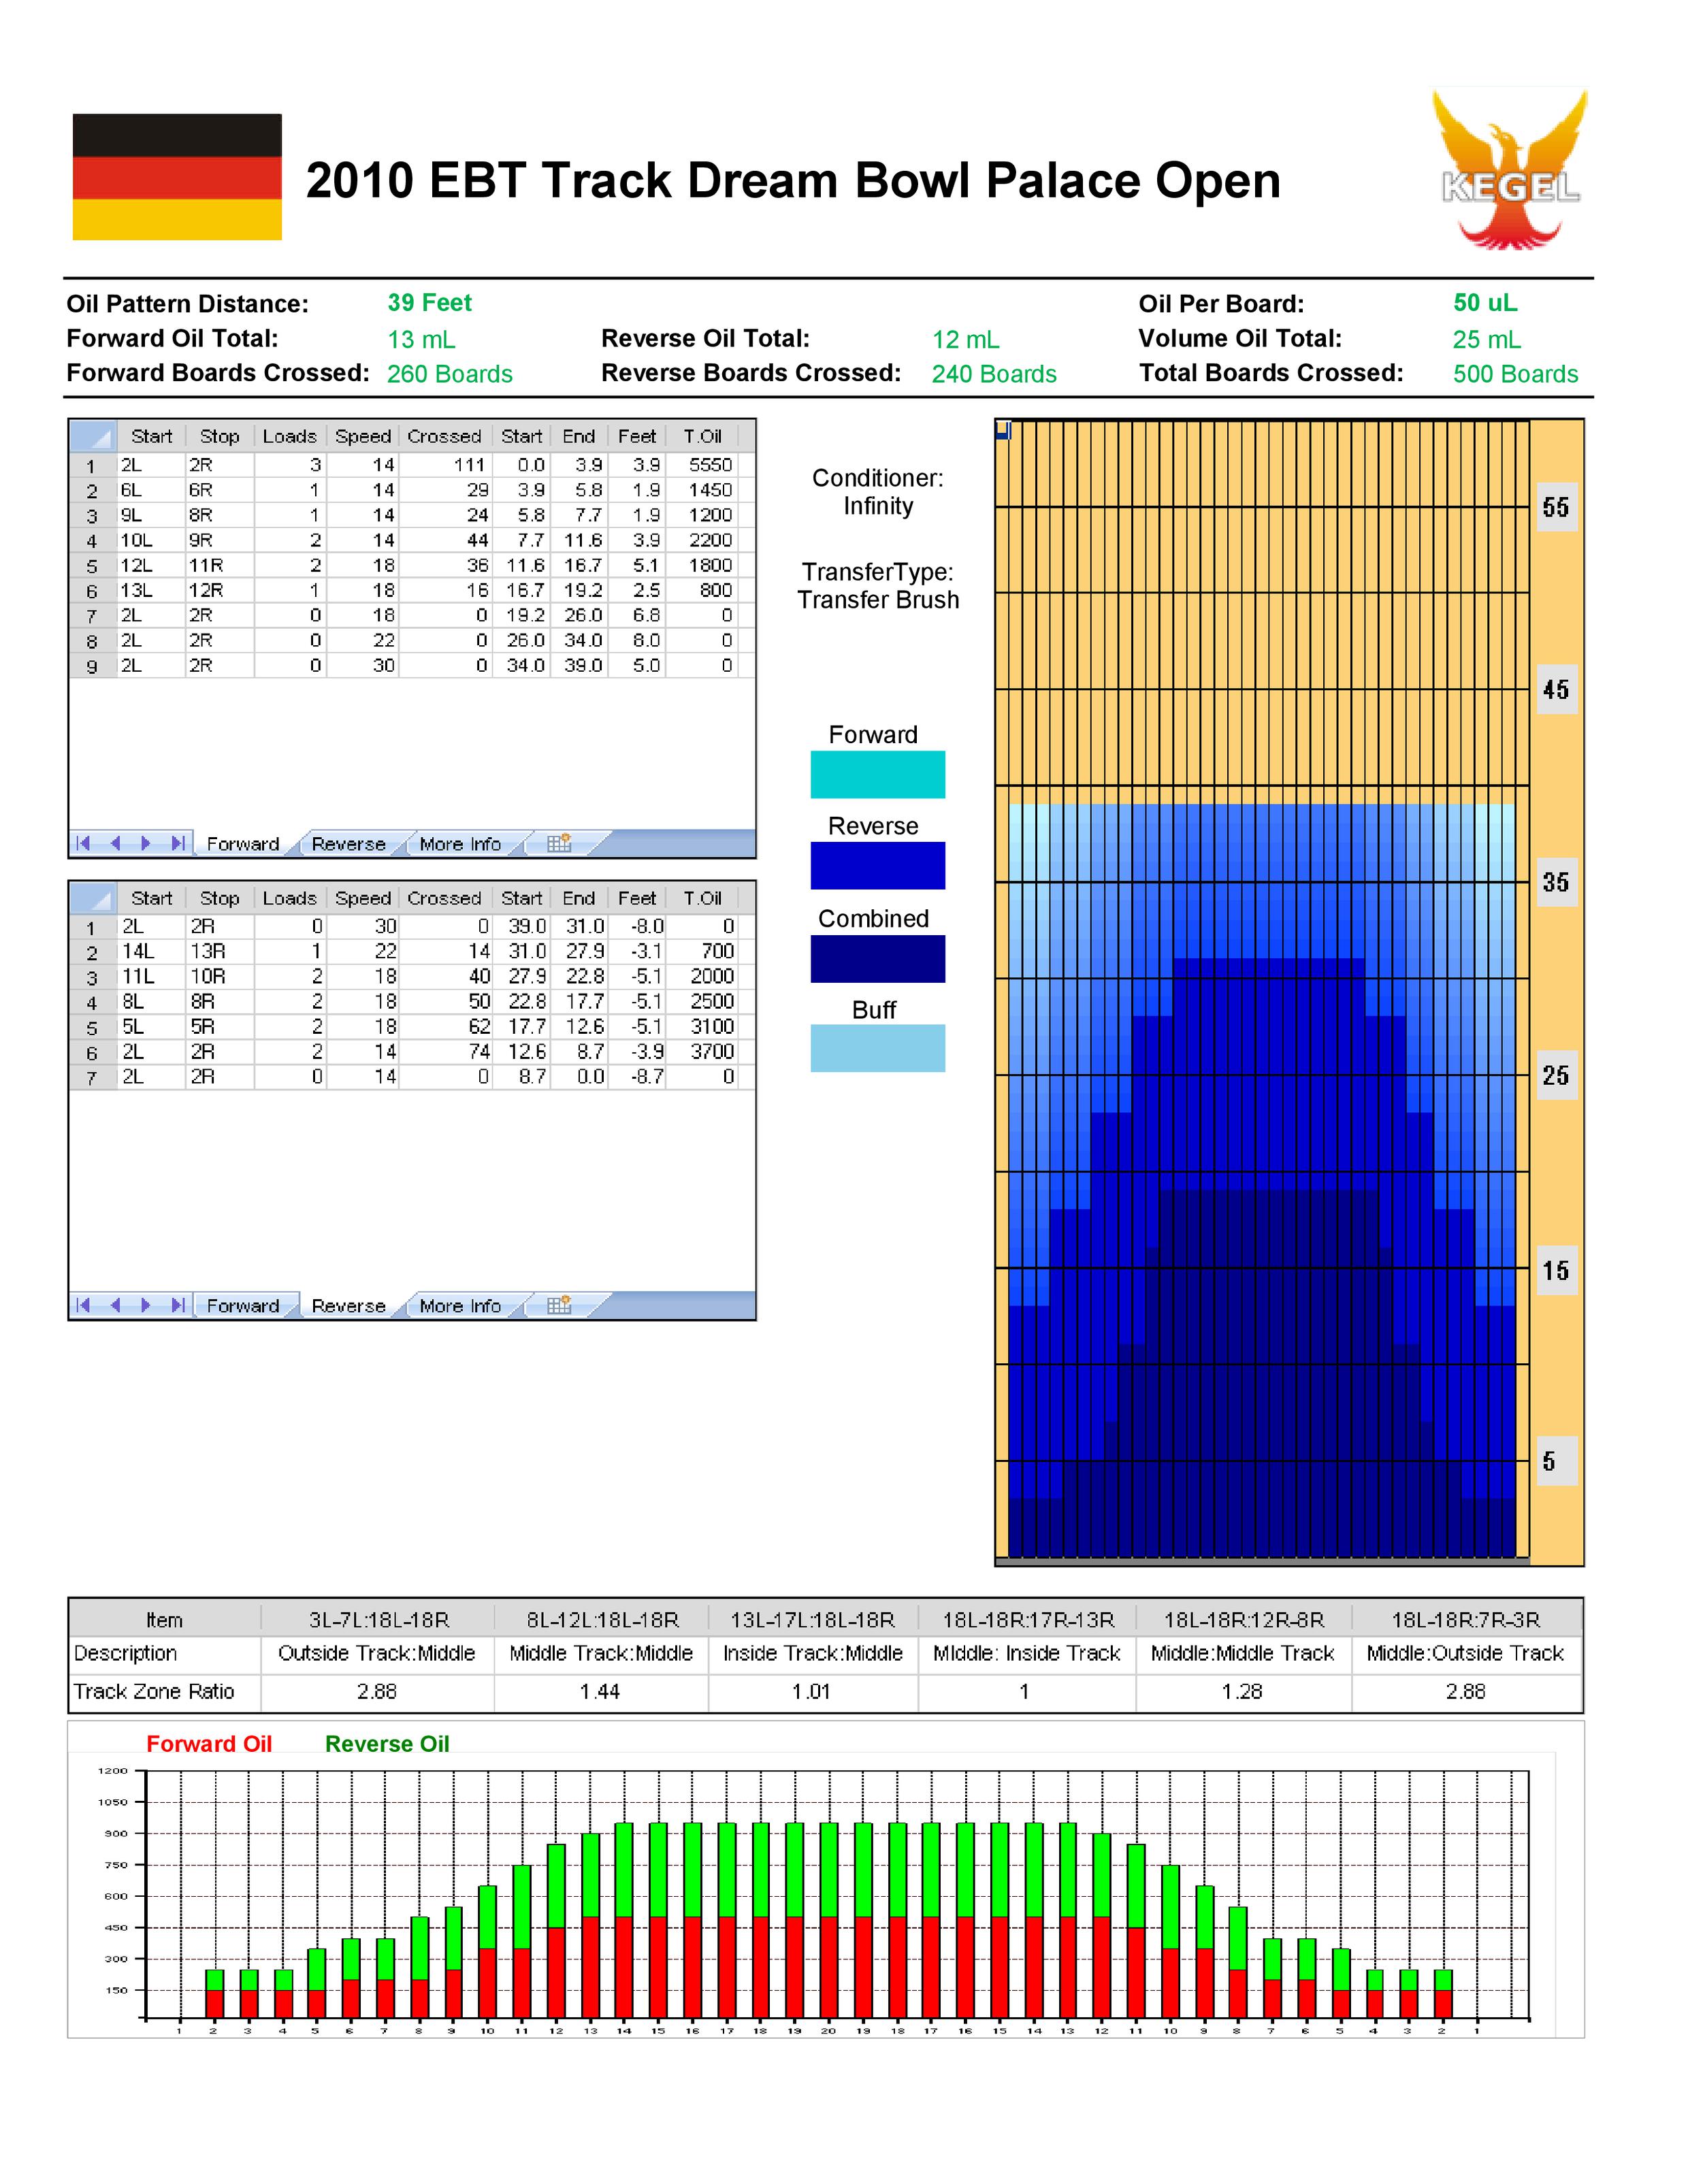 2010 EBT Track Dream Bowl Palace Open
KEGEL
Oil Pattern Distance: 39 Feet Oil Per Board: 50 uL
Forward Oil Total: 13 mL Reverse Oil Total: 12 mL Volume Oil Total: 25 mL
Forward Boards Crossed: 260 Boards Reverse Boards Crossed: 240 Boards Total Boards Crossed: 500 Boards
Start Stop Loads Speed Crossed Start End Feet T.Oil
1 2L 2R 3 14 111 0.0 3.9 3.9 5550
2 6L 6R 1 14 29 3.9 5.8 1.9 1450
3 9L 8R 1 14 24 5.8 7.7 1.9 1200
4 10L 9R 2 14 44 7.7 11.6 3.9 2200
5 12L 11R 2 18 36 11.6 16.7 5.1 1800
6 13L 12R 1 18 16 16.7 19.2 2.5 800
7 2L 2R 0 18 0 19.2 26.0 6.8 0
8 2L 2R 0 22 0 26.0 34.0 8.0 0
9 2L 2R 0 30 0 34.0 39.0 5.0 0
Forward Reverse More Info
Start Stop Loads Speed Crossed Start End Feet T.Oil
1 2L 2R 0 30 0 39.0 31.0 -8.0 0
2 14L 13R 1 22 14 31.0 27.9 -3.1 700
3 11L 10R 2 18 40 27.9 22.8 -5.1 2000
4 8L 8R 2 18 50 22.8 17.7 -5.1 2500
5 5L 5R 2 18 62 17.7 12.6 -5.1 3100
6 2L 2R 2 14 74 12.6 8.7 -3.9 3700
7 2L 2R 0 14 0 8.7 0.0 -8.7 0
Forward Reverse More Info
Conditioner:
Infinity
TransferType:
Transfer Brush
Forward
Reverse
Combined
Buff
55
45
35
25
15
5
Item 3L-7L:18L-18R 8L-12L:18L-18R 13L-17L:18L-18R 18L-18R:17R-13R 18L-18R:12R-8R 18L-18R:7R-3R
Description Outside Track:Middle Middle Track:Middle Inside Track:Middle MIddle: Inside Track Middle:Middle Track Middle:Outside Track
Track Zone Ratio 2.88 1.44 1.01 1 1.28 2.88
Forward Oil Reverse Oil
1200
1050
900
750
600
450
300
150
1 2 3 4 5 6 7 8 9 10 11 12 13 14 15 16 17 18 19 20 19 18 17 16 15 14 13 12 11 10 9 8 7 6 5 4 3 2 1